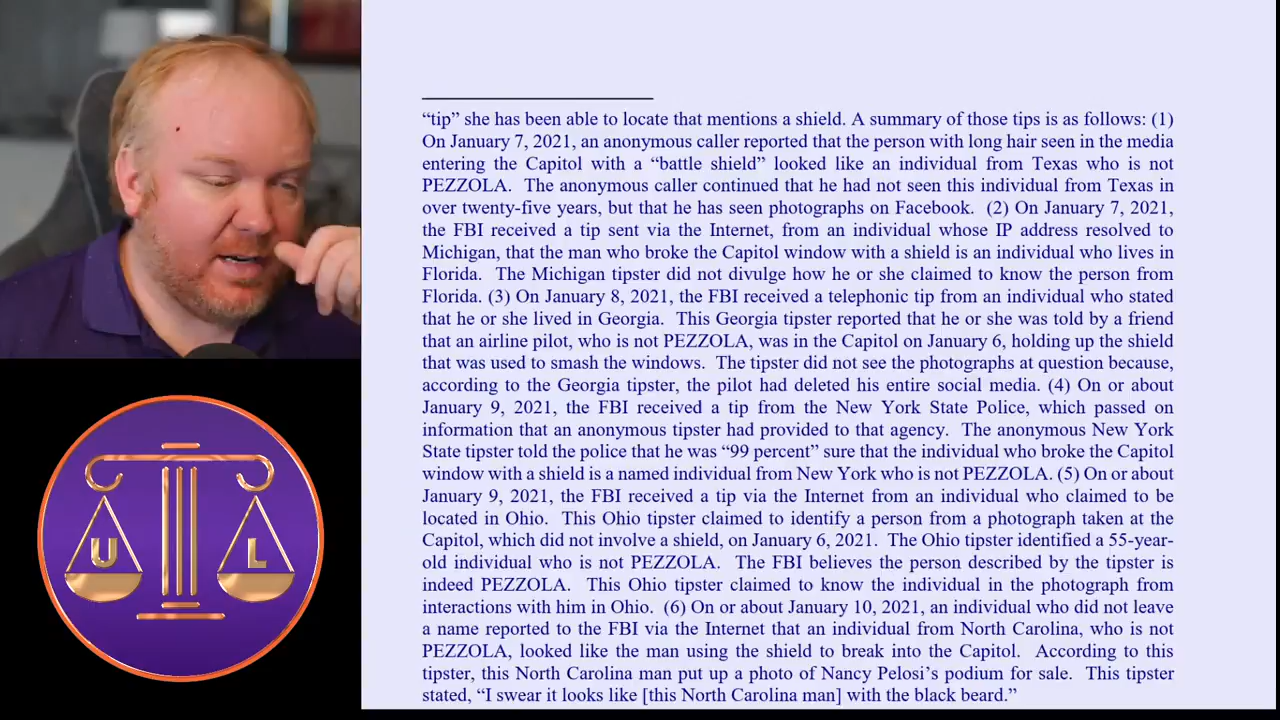 “tip” she has been able to locate that mentions a shield. A summary of those tips is as follows: (1)
On January 7, 2021, an anonymous caller reported that the person with long hair seen in the media
entering the Capitol with a “battle shield” looked like an individual from Texas who is not
PEZZOLA. The anonymous caller continued that he had not seen this individual from Texas in
over twenty-five years, but that he has seen photographs on Facebook. (2) On January 7, 2021,
the FBI received a tip sent via the Internet, from an individual whose IP address resolved to
Michigan, that the man who broke the Capitol window with a shield is an individual who lives in
Florida. The Michigan tipster did not divulge how he or she claimed to know the person from
Florida. (3) On January 8, 2021, the FBI received a telephonic tip from an individual who stated
that he or she lived in Georgia. This Georgia tipster reported that he or she was told by a friend
that an airline pilot, who is not PEZZOLA, was in the Capitol on January 6, holding up the shield
that was used to smash the windows. The tipster did not see the photographs at question because,
according to the Georgia tipster, the pilot had deleted his entire social media. (4) On or about
January 9, 2021, the FBI received a tip from the New York State Police, which passed on
information that an anonymous tipster had provided to that agency. The anonymous New York
State tipster told the police that he was “99 percent” sure that the individual who broke the Capitol
window with a shield is a named individual from New York who is not PEZZOLA. (5) On or about
January 9, 2021, the FBI received a tip via the Internet from an individual who claimed to be
located in Ohio. This Ohio tipster claimed to identify a person from a photograph taken at the
Capitol, which did not involve a shield, on January 6, 2021. The Ohio tipster identified a 55-year-
old individual who is not PEZZOLA. The FBI believes the person described by the tipster is
indeed PEZZOLA. This Ohio tipster claimed to know the individual in the photograph from
interactions with him in Ohio. (6) On or about January 10, 2021, an individual who did not leave
a name reported to the FBI via the Internet that an individual from North Carolina, who is not
PEZZOLA, looked like the man using the shield to break into the Capitol. According to this
tipster, this North Carolina man put up a photo of Nancy Pelosi’s podium for sale. This tipster
stated, “I swear it looks like [this North Carolina man] with the black beard.”
U L